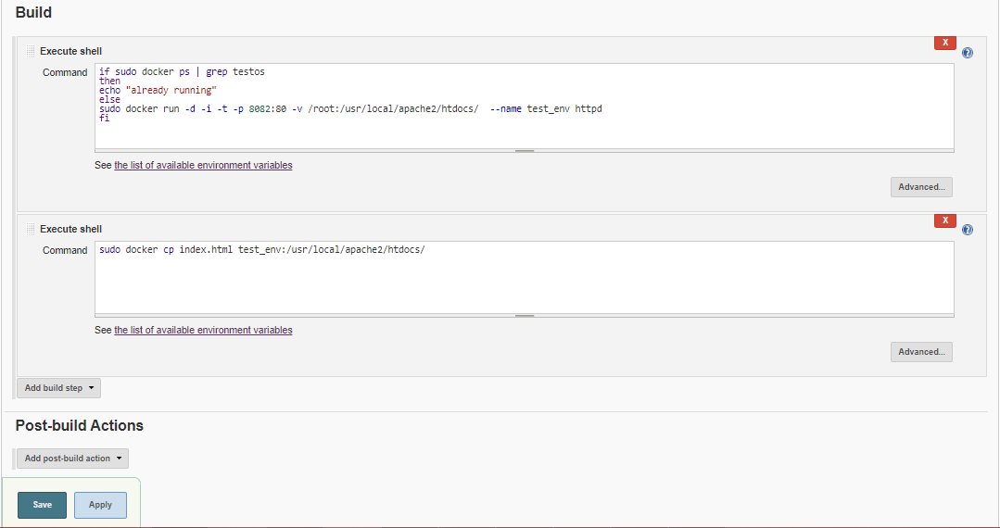 Build
X
Execute shell
Command
if sudo docker ps | grep testos
then
echo "already running"
else
sudo docker run -d -i -t -p 8082:80 -v /root:/usr/local/apache2/htdocs/  --name test_env httpd
fi
See the list of available environment variables
Advanced...
X
Execute shell
Command
sudo docker cp index.html test_env:/usr/local/apache2/htdocs/
See the list of available environment variables
Advanced...
Add build step
Post-build Actions
Add post-build action
Save
Apply